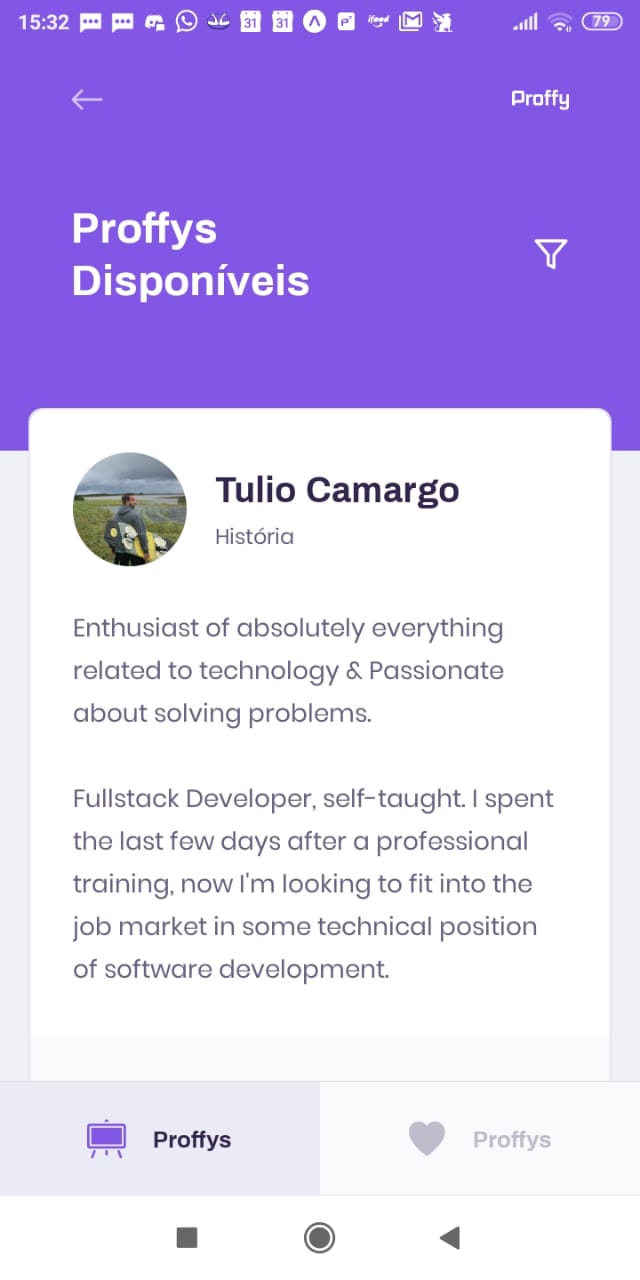 15:32
31
31
P
ifood
79
Proffy
Proffys
Disponíveis
Tulio Camargo
História
Enthusiast of absolutely everything
related to technology & Passionate
about solving problems.
Fullstack Developer, self-taught. I spent
the last few days after a professional
training, now I'm looking to fit into the
job market in some technical position
of software development.
Proffys
Proffys